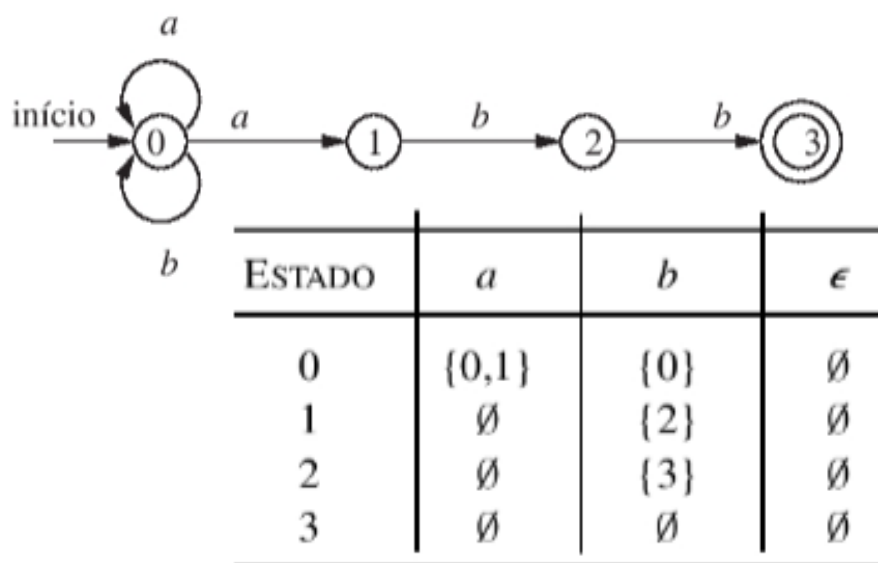 a
início 0 a 1 b 2 b 3
b
ESTADO a b ϵ
0 {0,1} {0} ∅
1 ∅ {2} ∅
2 ∅ {3} ∅
3 ∅ ∅ ∅